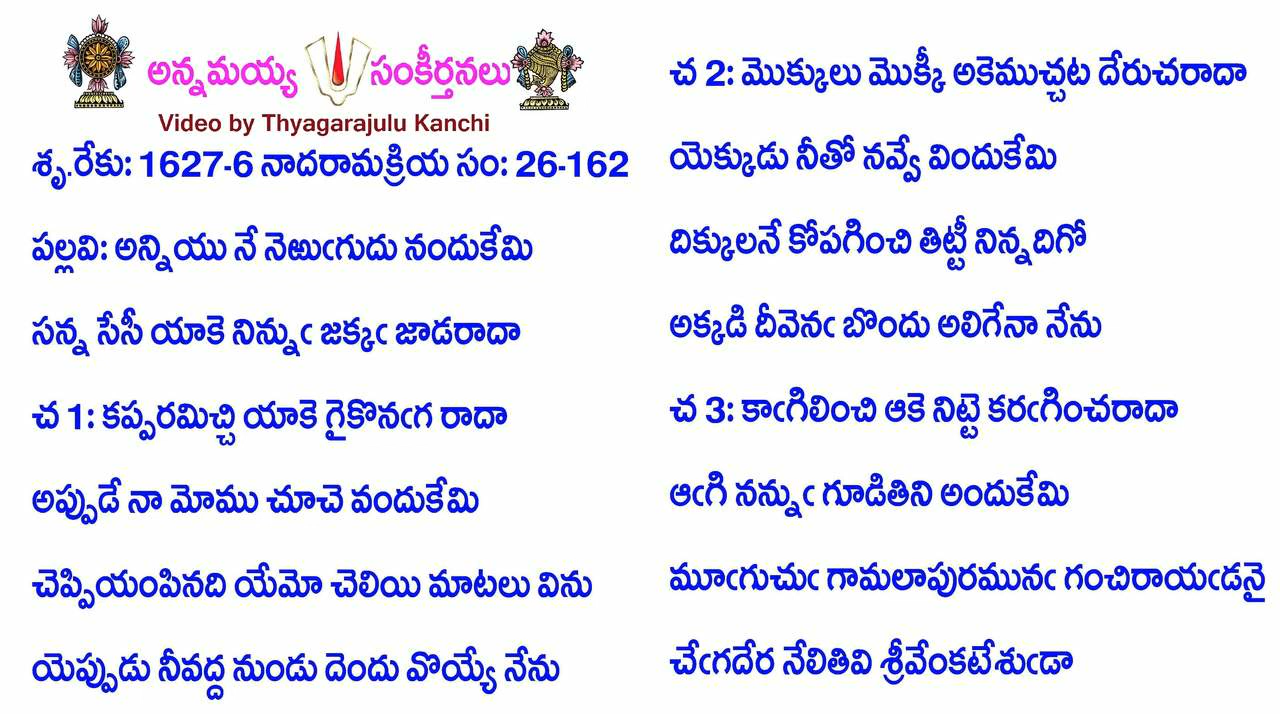 అన్నమయ్య సంకీర్తనలు
Video by Thyagarajulu Kanchi
శృ.రేకు: 1627-6 నాదరామక్రియ సం: 26-162
పల్లవి: అన్నియు నే నెఱుఁగుదు నందుకేమి
సన్న సేసీ యాకె నిన్నుఁ జక్కఁ జాడరాదా
చ 1: కప్పరమిచ్చి యాకె గైకొనఁగ రాదా
అప్పుడే నా మోము చూచె వందుకేమి
చెప్పియంపినది యేమో చెలియి మాటలు విను
యెప్పుడు నీవద్ద నుండు దెందు వొయ్యే నేను
చ 2: మొక్కులు మొక్కీ అకెముచ్చట దేరుచరాదా
యెక్కుడు నీతో నవ్వే విందుకేమి
దిక్కులనే కోపగించి తిట్టీ నిన్నదిగో
అక్కడి దీవెనఁ బొందు అలిగేనా నేను
చ 3: కాఁగిలించి ఆకె నిట్టె కరఁగించరాదా
ఆఁగి నన్నుఁ గూడితిని అందుకేమి
మూఁగుచుఁ గామలాపురమునఁ గంచిరాయఁడనై
చేఁగదేర నేలితివి శ్రీవేంకటేశుఁడా